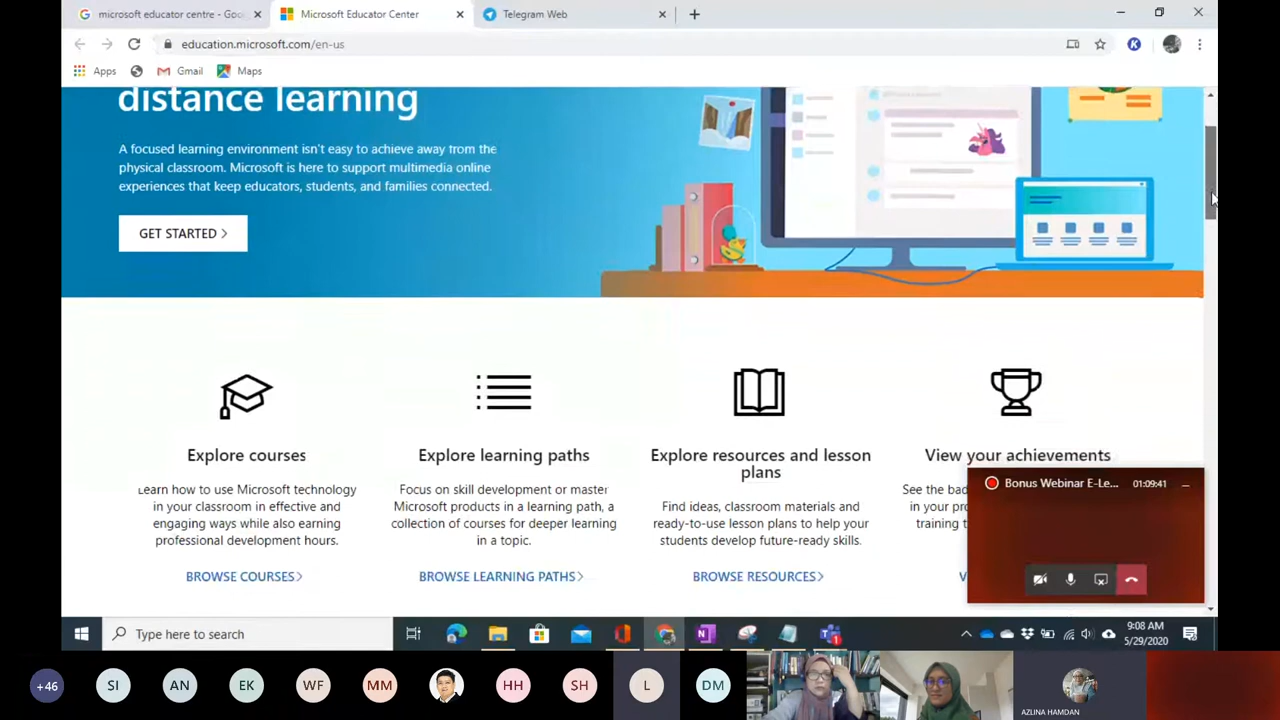 microsoft educator centre - Goo
Microsoft Educator Center
Telegram Web
education.microsoft.com/en-us
Apps
Gmail
Maps
distance learning
A focused learning environment isn't easy to achieve away from the
physical classroom. Microsoft is here to support multimedia online
experiences that keep educators, students, and families connected.
GET STARTED >
Explore courses
Learn how to use Microsoft technology
in your classroom in effective and
engaging ways while also earning
professional development hours.
BROWSE COURSES>
Explore learning paths
Focus on skill development or master
Microsoft products in a learning path, a
collection of courses for deeper learning
in a topic.
BROWSE LEARNING PATHS>
Explore resources and lesson
plans
Find ideas, classroom materials and
ready-to-use lesson plans to help your
students develop future-ready skills.
BROWSE RESOURCES>
View your achievements
See the bad
in your pro
training t
V
Bonus Webinar E-Le...
01:09:41
Type here to search
9:08 AM
5/29/2020
+46
SI
AN
EK
WF
MM
HH
SH
L
DM
AZLINA HAMDAN